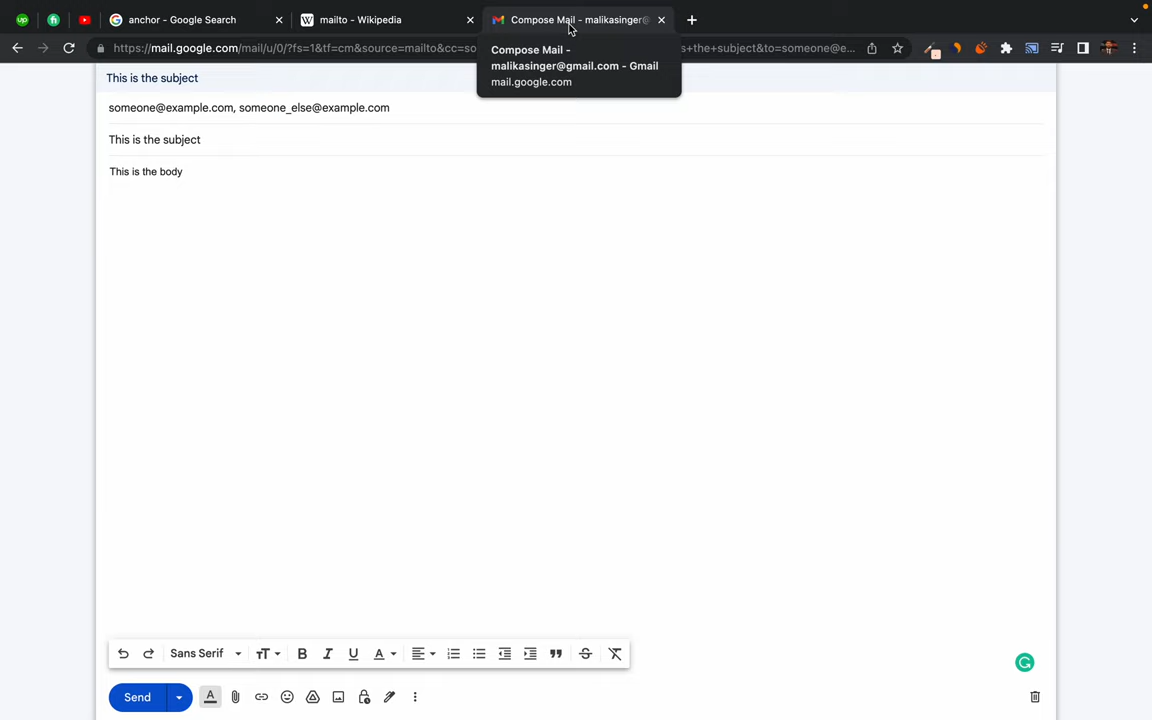 anchor - Google Search
mailto - Wikipedia
Compose Mail - malikasinger@
https://mail.google.com/mail/u/0/?fs=1&tf=cm&source=mailto&cc=so
s+the+subject&to=someone@e...
Compose Mail -
malikasinger@gmail.com - Gmail
mail.google.com
This is the subject
someone@example.com, someone_else@example.com
This is the subject
This is the body
Sans Serif
Send